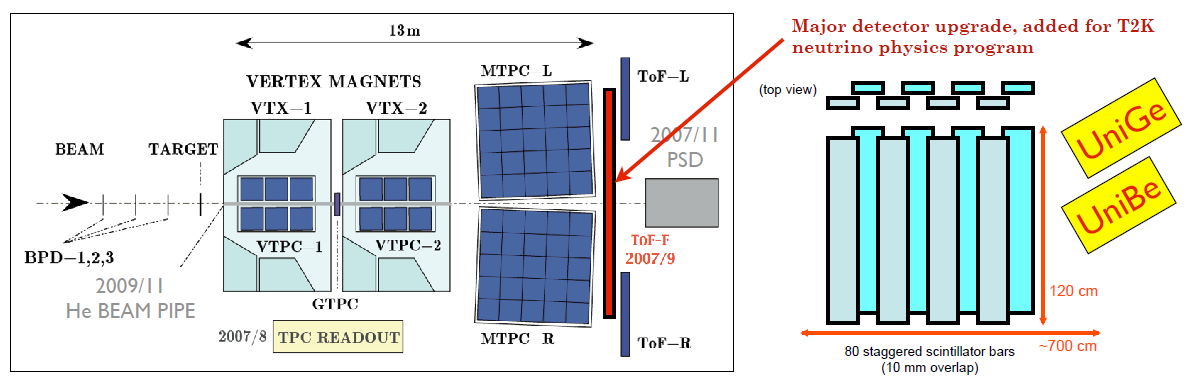 Major detector upgrade, added for T2K
neutrino physics program
13m
VERTEX MAGNETS
VTX−1
VTX−2
MTPC−L
ToF−L
BEAM
TARGET
2007/11
PSD
VTPC−1
VTPC−2
BPD−1,2,3
GTPC
2009/11
He BEAM PIPE
ToF-F
2007/9
2007/8
TPC READOUT
MTPC−R
ToF−R
(top view)
UniGe
UniBe
120 cm
~700 cm
80 staggered scintillator bars
(10 mm overlap)